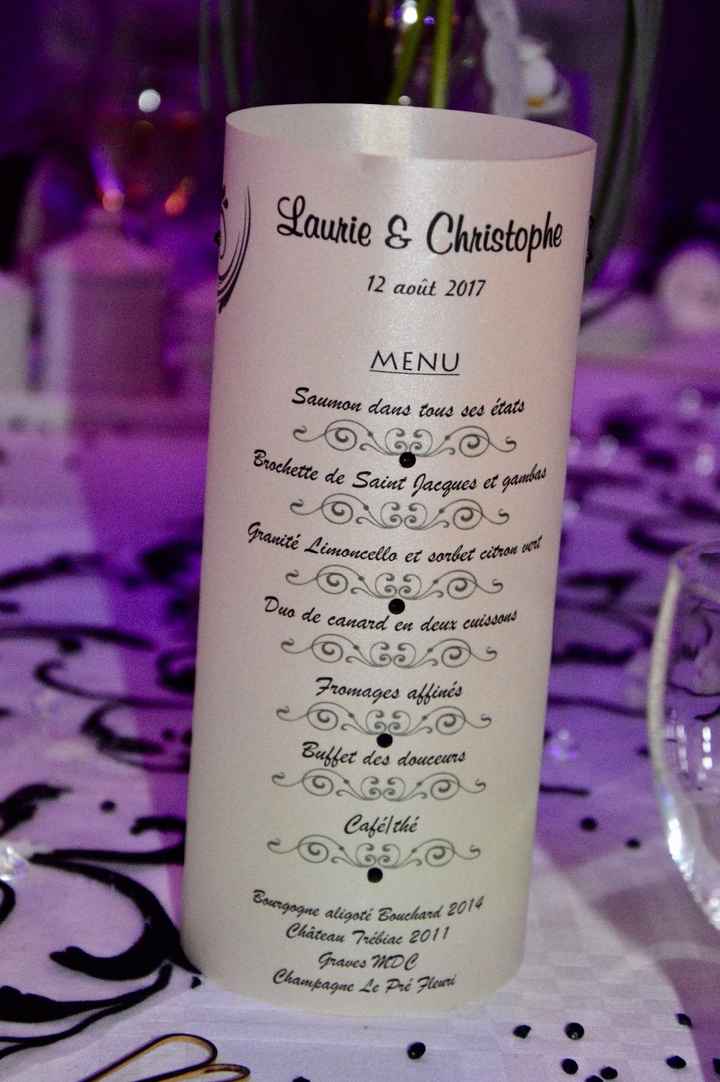 Laurie & Christophe
12 août 2017
MENU
Saumon dans tous ses états
Brochette de Saint Jacques et gambas
Granité Limoncello et sorbet citron vert
Duo de canard en deux cuissons
Fromages affinés
Buffet des douceurs
Café/thé
Bourgogne aligoté Bouchard 2014
Château Trébiac 2011
Graves MDC
Champagne Le Pré Fleuri